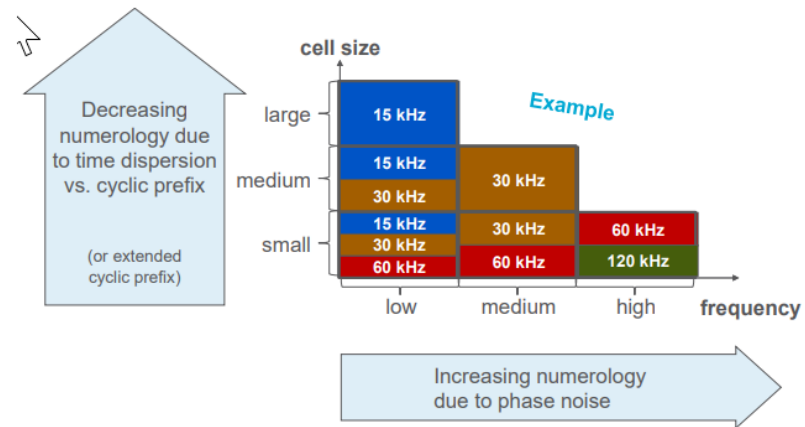 cell size
Decreasing
numerology due
to time dispersion
vs. cyclic prefix
(or extended
cyclic prefix)
Example
large
15 kHz
medium
15 kHz
30 kHz
30 kHz
small
15 kHz
30 kHz
60 kHz
30 kHz
60 kHz
60 kHz
120 kHz
low
medium
high
frequency
Increasing numerology
due to phase noise